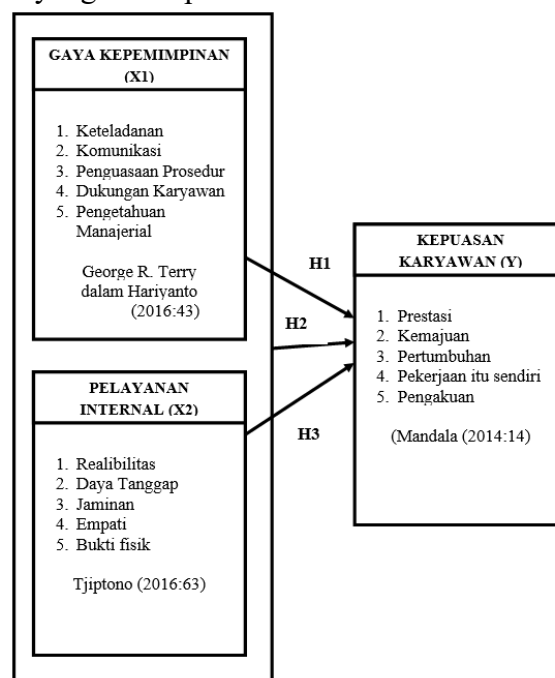 GAYA KEPEMIMPINAN
(X1)
1. Keteladanan
2. Komunikasi
3. Penguasaan Prosedur
4. Dukungan Karyawan
5. Pengetahuan
Manajerial
George R. Terry
dalam Hariyanto
(2016:43)
H1
H2
H3
KEPUASAN
KARYAWAN (Y)
1. Prestasi
2. Kemajuan
3. Pertumbuhan
4. Pekerjaan itu sendiri
5. Pengakuan
(Mandala (2014:14)
PELAYANAN
INTERNAL (X2)
1. Realibilitas
2. Daya Tanggap
3. Jaminan
4. Empati
5. Bukti fisik
Tjiptono (2016:63)